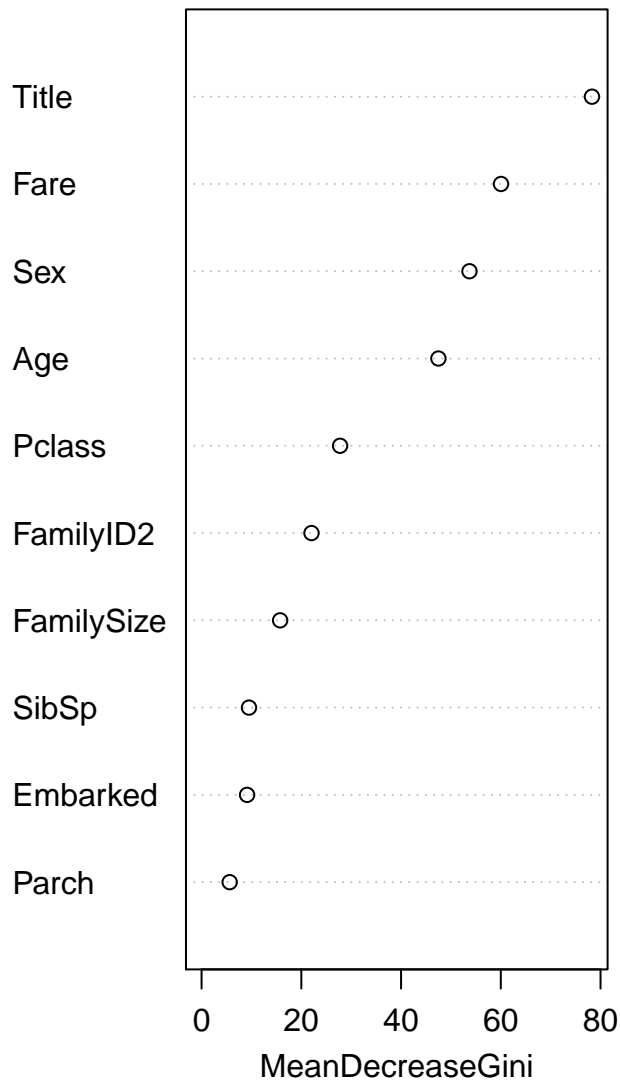 Title
Fare
Sex
Age
Pclass
FamilyID2
FamilySize
SibSp
Embarked
Parch
0 20 40 60 80
MeanDecreaseGini